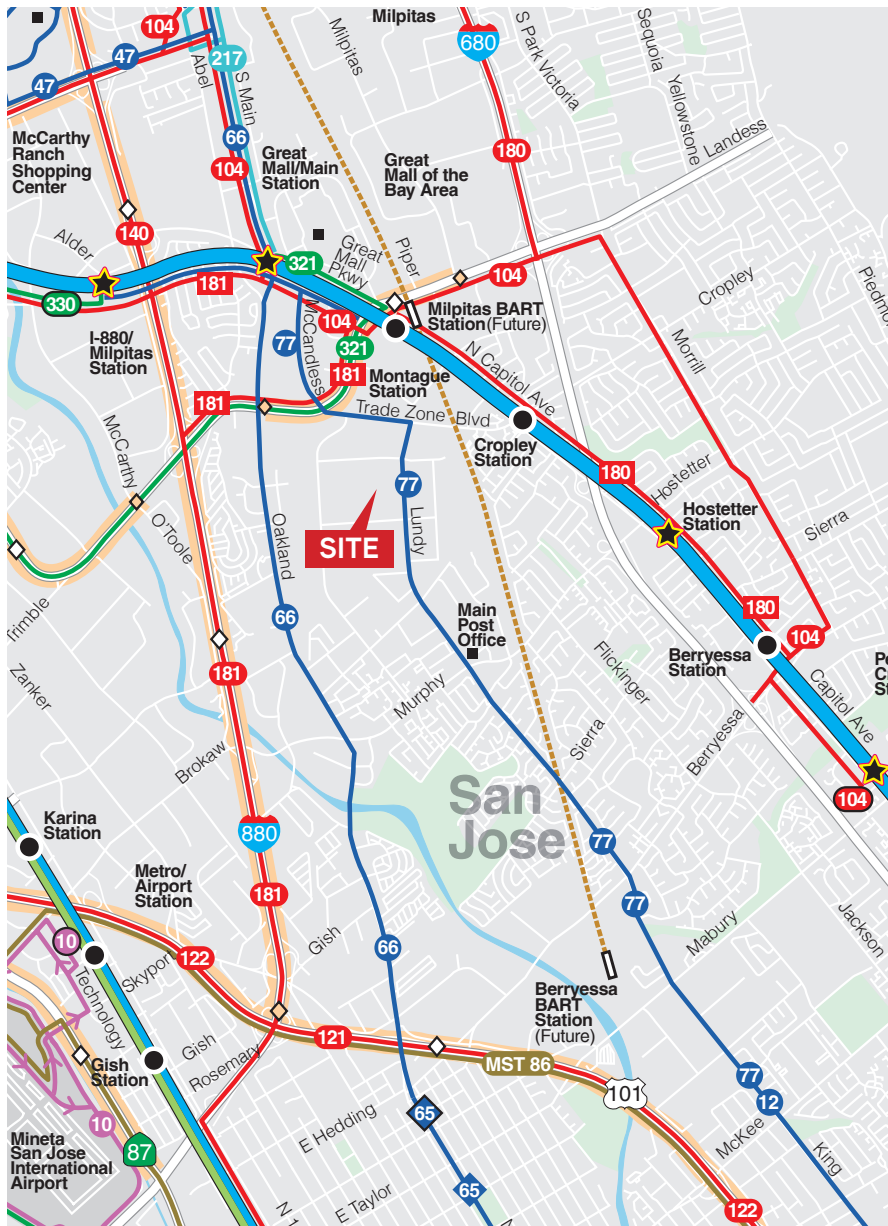 Milpitas
104
47
217
Abel
S Main
Milpitas
680
S Park Victoria
Sequoia
Yellowstone
47
66
McCarthy
Ranch
Shopping
Center
104
Great
Mall/Main
Station
Great
Mall of the
Bay Area
180
Landess
140
Alder
321
Great
Mall
Pkwy
Piper
104
Cropley
Piedm
330
181
I-880/
Milpitas
Station
77
McCandless
104
321
181
Milpitas BART
Station(Future)
Morrill
N Capitol Ave
Montague
Station
181
Trade Zone Blvd
Cropley
Station
McCarthy
O'Toole
77
180
Hostetter
Hostetter
Station
Sierra
SITE
Oakland
Lundy
Trimble
66
Main
Post
Office
180
104
Berryessa
Station
Zanker
181
Murphy
Flickinger
Capitol Ave
Brokaw
Sierra
Berryessa
104
San
Jose
Karina
Station
880
77
Metro/
Airport
Station
181
77
Jackson
10
Skyport
122
Gish
66
Mabury
Technology
Berryessa
BART
Station
(Future)
Gish
Station
Gish
Rosemary
121
MST 86
101
77
12
10
65
E Hedding
McKee
King
Mineta
San Jose
International
Airport
87
65
E Taylor
122